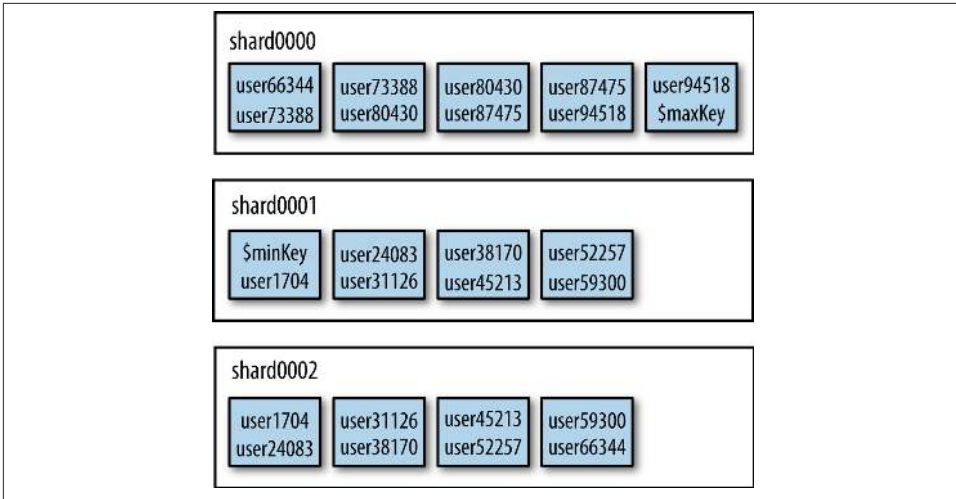 shard0000
user66344
user73388
user73388
user80430
user80430
user87475
user87475
user94518
user94518
$maxKey
shard0001
$minKey
user1704
user24083
user31126
user38170
user45213
user52257
user59300
shard0002
user1704
user24083
user31126
user38170
user45213
user52257
user59300
user66344